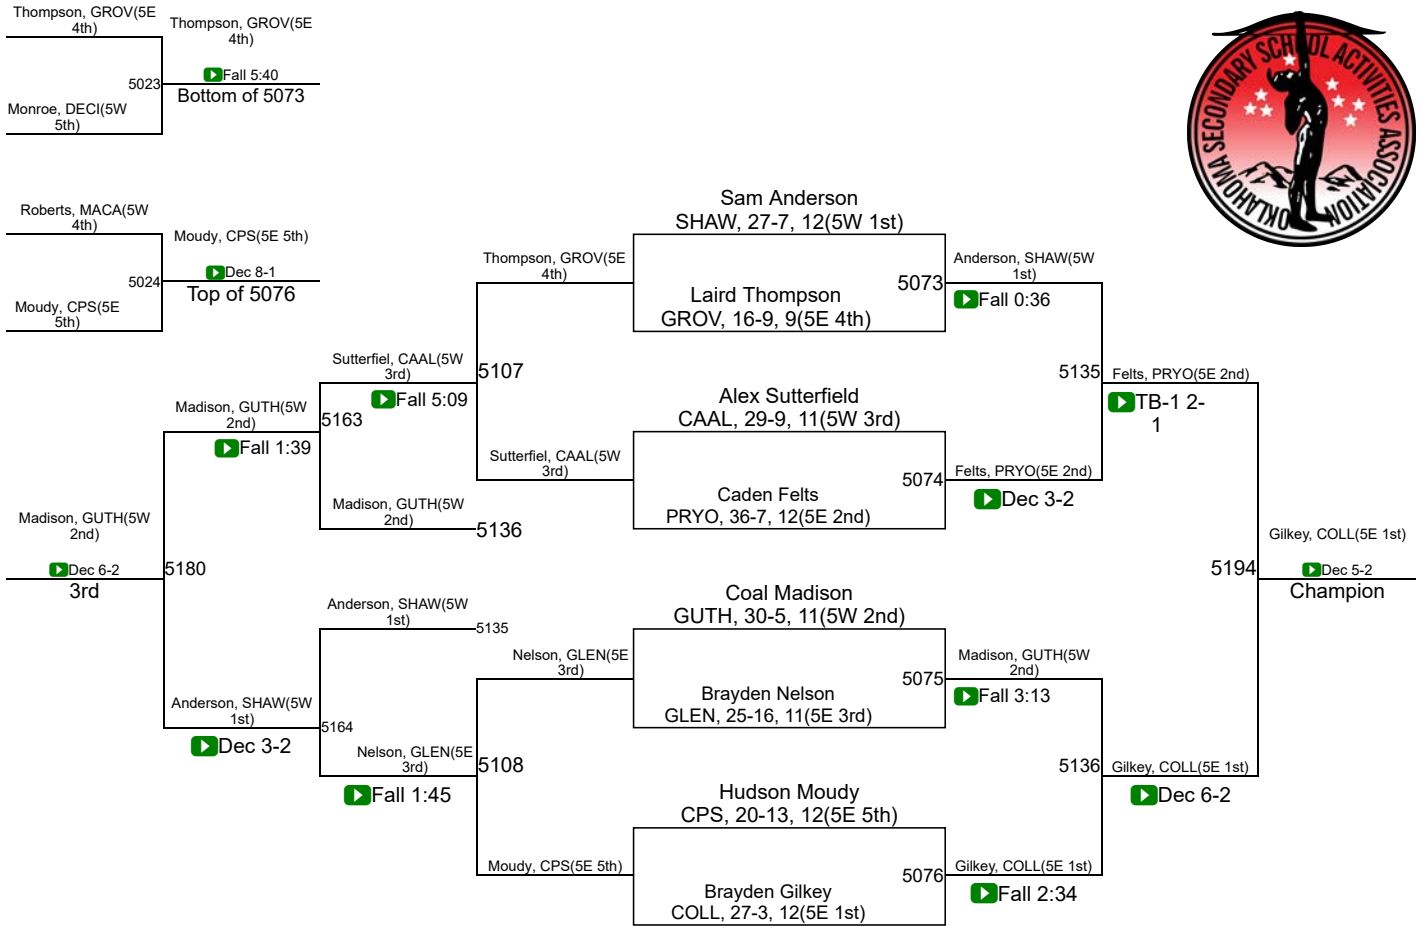 Thompson, GROV(5E
4th)
Thompson, GROV(5E
4th)
5023
Fall 5:40
Bottom of 5073
Monroe, DECI(5W
5th)
OKLAHOMA SECONDARY SCHOOL ACTIVITIES ASSOCIATION
Roberts, MACA(5W
4th)
Moudy, CPS(5E 5th)
5024
Dec 8-1
Top of 5076
Moudy, CPS(5E
5th)
Sam Anderson
SHAW, 27-7, 12(5W 1st)
Thompson, GROV(5E
4th)
5073
Anderson, SHAW(5W
1st)
Fall 0:36
Laird Thompson
GROV, 16-9, 9(5E 4th)
Sutterfiel, CAAL(5W
3rd)
5107
Fall 5:09
5135
Felts, PRYO(5E 2nd)
TB-1 2-
1
Alex Sutterfield
CAAL, 29-9, 11(5W 3rd)
Madison, GUTH(5W
2nd)
5163
Fall 1:39
Sutterfiel, CAAL(5W
3rd)
5074
Felts, PRYO(5E 2nd)
Dec 3-2
Caden Felts
PRYO, 36-7, 12(5E 2nd)
Madison, GUTH(5W
2nd)
5136
Madison, GUTH(5W
2nd)
5180
Dec 6-2
3rd
5194
Gilkey, COLL(5E 1st)
Dec 5-2
Champion
Coal Madison
GUTH, 30-5, 11(5W 2nd)
Anderson, SHAW(5W
1st)
5135
Nelson, GLEN(5E
3rd)
5075
Madison, GUTH(5W
2nd)
Fall 3:13
Brayden Nelson
GLEN, 25-16, 11(5E 3rd)
Anderson, SHAW(5W
1st)
5164
Dec 3-2
Nelson, GLEN(5E
3rd)
5108
Fall 1:45
5136
Gilkey, COLL(5E 1st)
Dec 6-2
Hudson Moudy
CPS, 20-13, 12(5E 5th)
Moudy, CPS(5E 5th)
5076
Gilkey, COLL(5E 1st)
Fall 2:34
Brayden Gilkey
COLL, 27-3, 12(5E 1st)